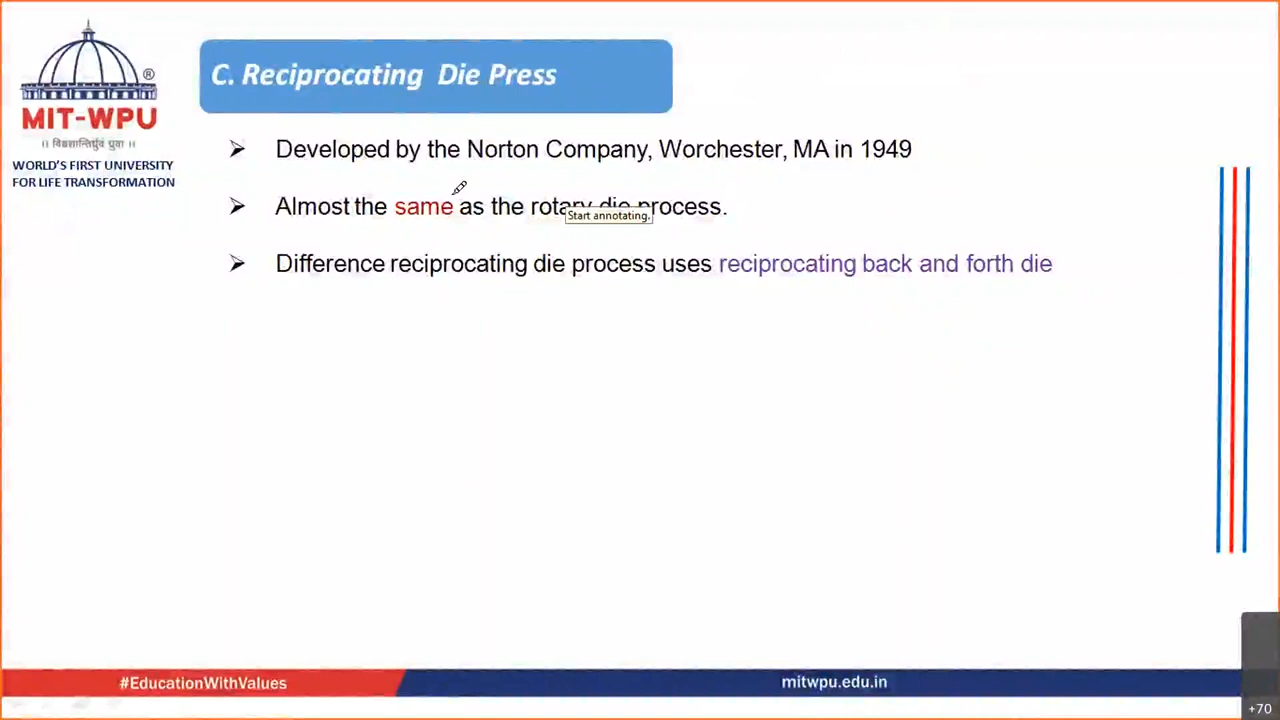 C. Reciprocating Die Press
®
MIT-WPU
WORLD'S FIRST UNIVERSITY
FOR LIFE TRANSFORMATION
➢ Developed by the Norton Company, Worchester, MA in 1949
➢ Almost the same as the rotary die process.
Start annotating.
➢ Difference reciprocating die process uses reciprocating back and forth die
#EducationWithValues
mitwpu.edu.in
+70